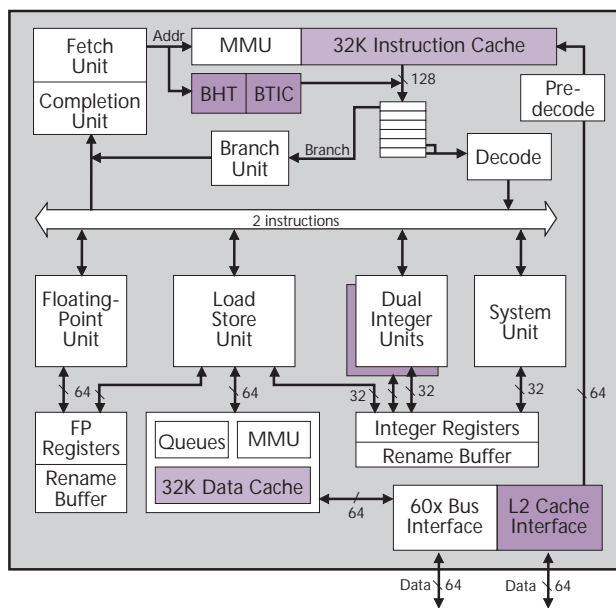 Fetch
Unit
Completion
Unit
Addr
MMU
32K Instruction Cache
BHT
BTIC
128
Pre-
decode
Branch
Unit
Branch
Decode
2 instructions
Floating-
Point
Unit
Load
Store
Unit
Dual
Integer
Units
System
Unit
64
64
32
32
32
64
FP
Registers
Rename
Buffer
Queues
MMU
32K Data Cache
Integer Registers
Rename Buffer
64
60x Bus
Interface
L2 Cache
Interface
Data
64
Data
64